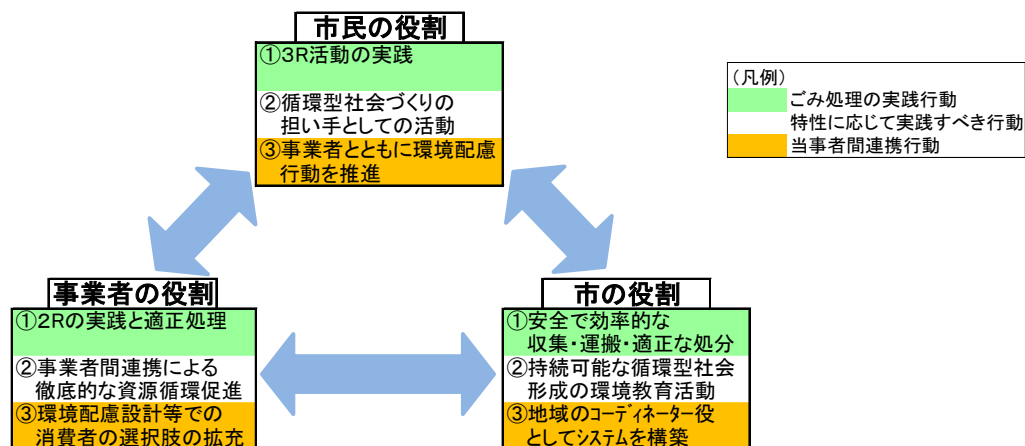 市民の役割
①3R活動の実践
②循環型社会づくりの
担い手としての活動
③事業者とともに環境配慮
行動を推進
(凡例)
ごみ処理の実践行動
特性に応じて実践すべき行動
当事者間連携行動
事業者の役割
①2Rの実践と適正処理
②事業者間連携による
徹底的な資源循環促進
③環境配慮設計等での
消費者の選択肢の拡充
市の役割
①安全で効率的な
収集・運搬・適正な処分
②持続可能な循環型社会
形成の環境教育活動
③地域のコーディネーター役
としてシステムを構築